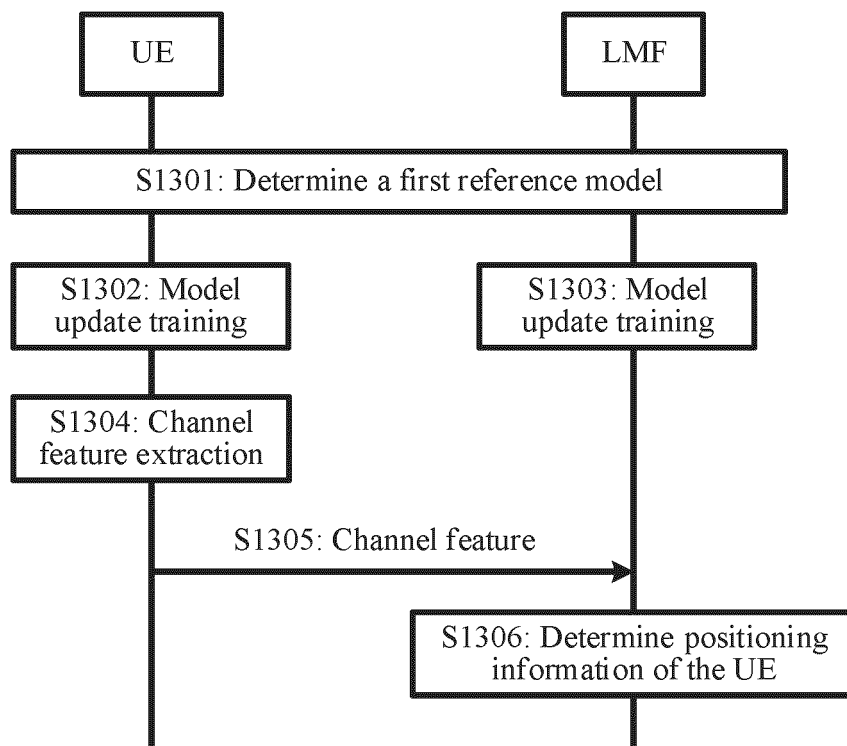 UE
LMF
S1301: Determine a first reference model
S1302: Model
update training
S1303: Model
update training
S1304: Channel
feature extraction
S1305: Channel feature
S1306: Determine positioning
information of the UE